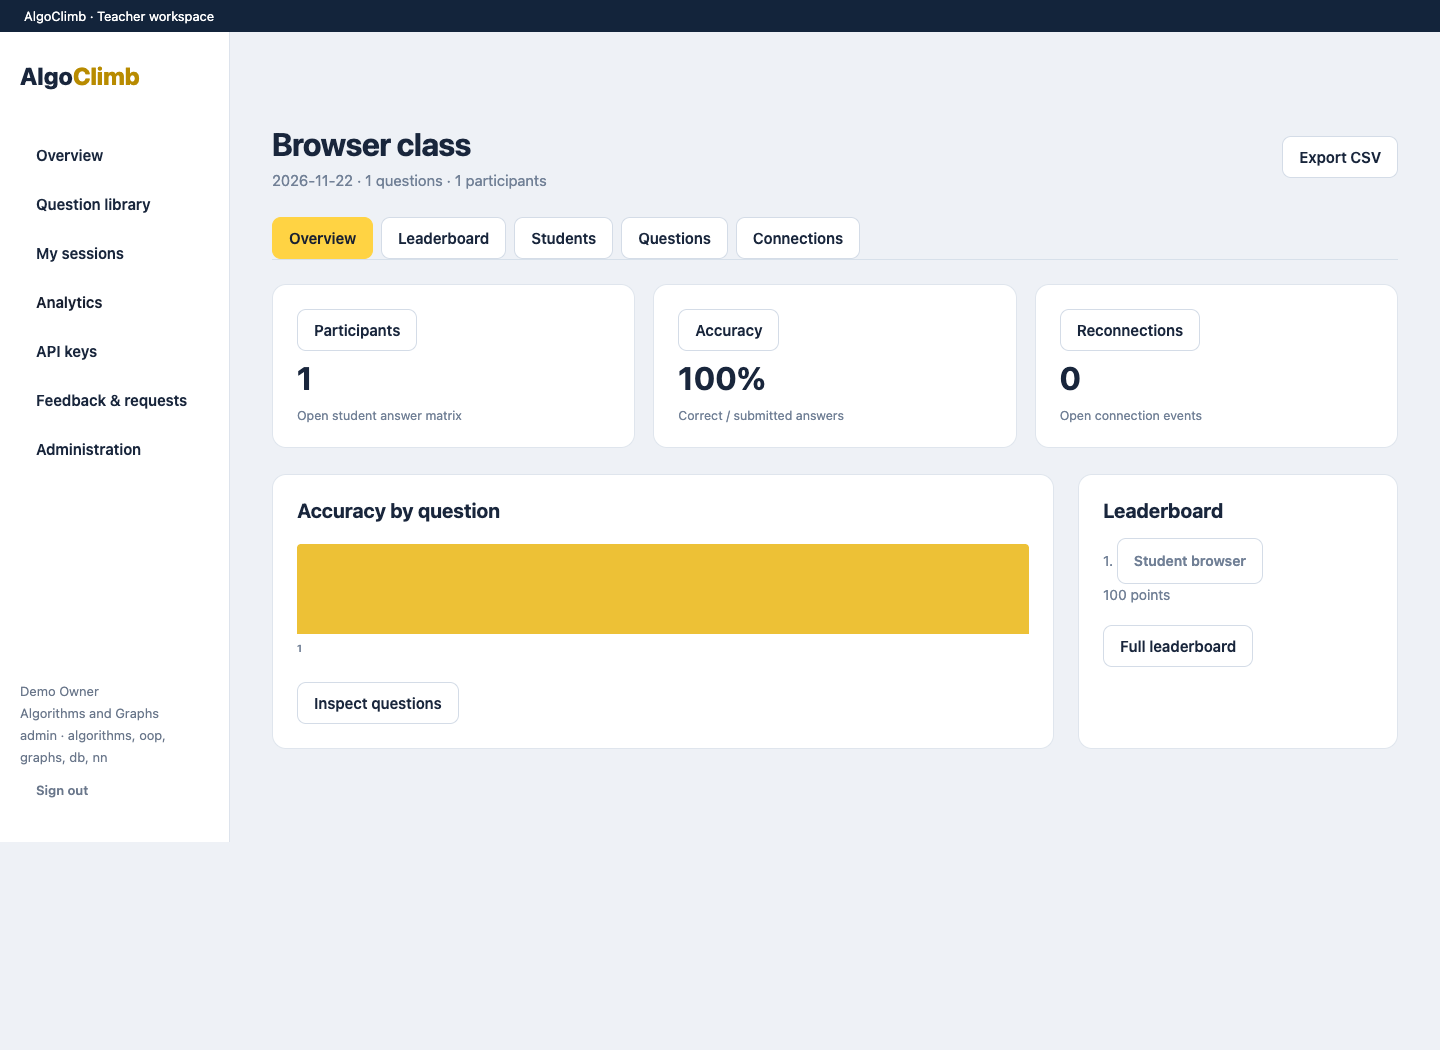 AlgoClimb · Teacher workspace
AlgoClimb
Overview
Question library
My sessions
Analytics
API keys
Feedback & requests
Administration
Demo Owner
Algorithms and Graphs
admin · algorithms, oop,
graphs, db, nn
Sign out
Browser class
2026-11-22 · 1 questions · 1 participants
Export CSV
Overview
Leaderboard
Students
Questions
Connections
Participants
1
Open student answer matrix
Accuracy
100%
Correct / submitted answers
Reconnections
0
Open connection events
Accuracy by question
1
Inspect questions
Leaderboard
1. Student browser
100 points
Full leaderboard